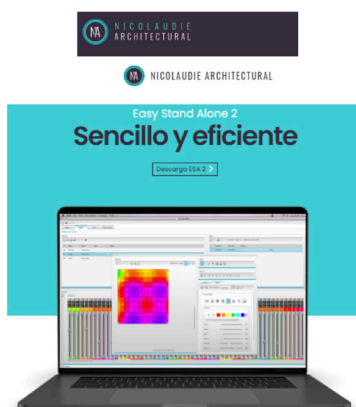 NICOLAUDIE
ARCHITECTURAL
NICOLAUDIE ARCHITECTURAL
Easy Stand Alone 2
Sencillo y eficiente
Descarga ESA 2